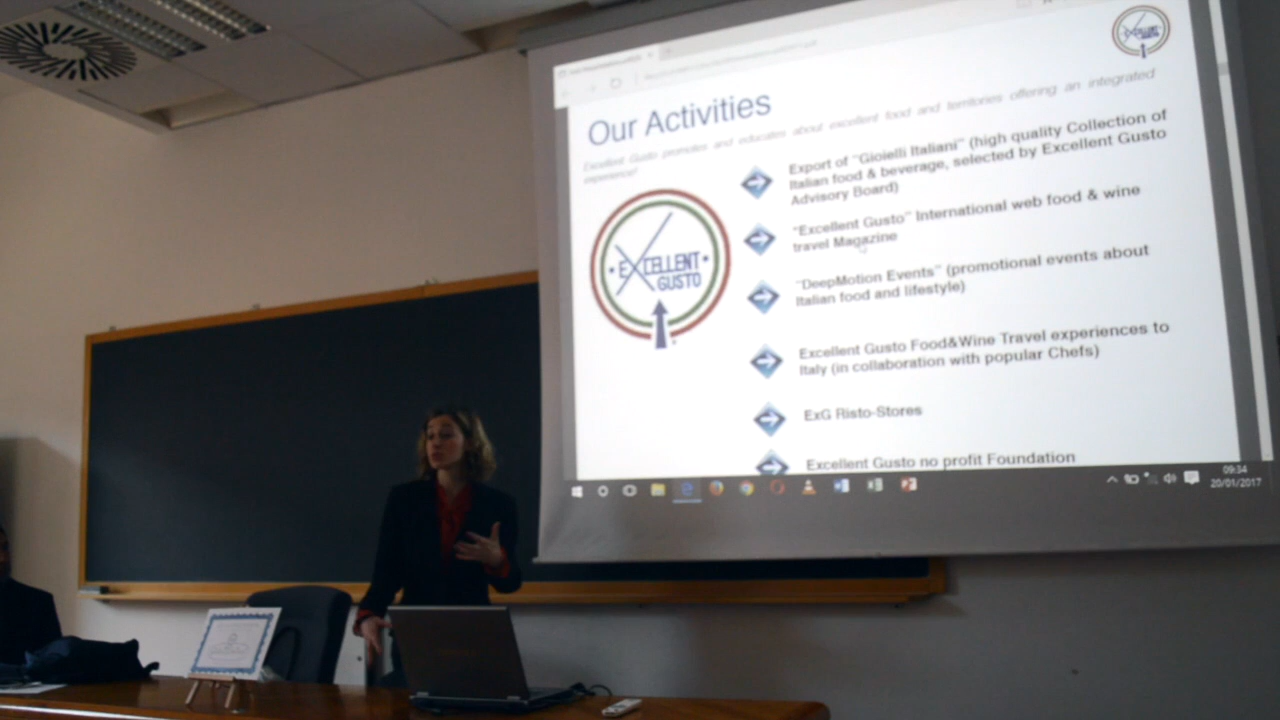 Our Activities
Excellent Gusto promotes and educates about excellent food and territories offering an integrated
experience!
Export of "Gioielli Italiani" (high quality Collection of
Italian food & beverage, selected by Excellent Gusto
Advisory Board)
"Excellent Gusto" International web food & wine
travel Magazine
"DeepMotion Events" (promotional events about
Italian food and lifestyle)
Excellent Gusto Food&Wine Travel experiences to
Italy (in collaboration with popular Chefs)
ExG Risto-Stores
Excellent Gusto no profit Foundation
EXCELLENT
GUSTO
09:34
20/01/2017